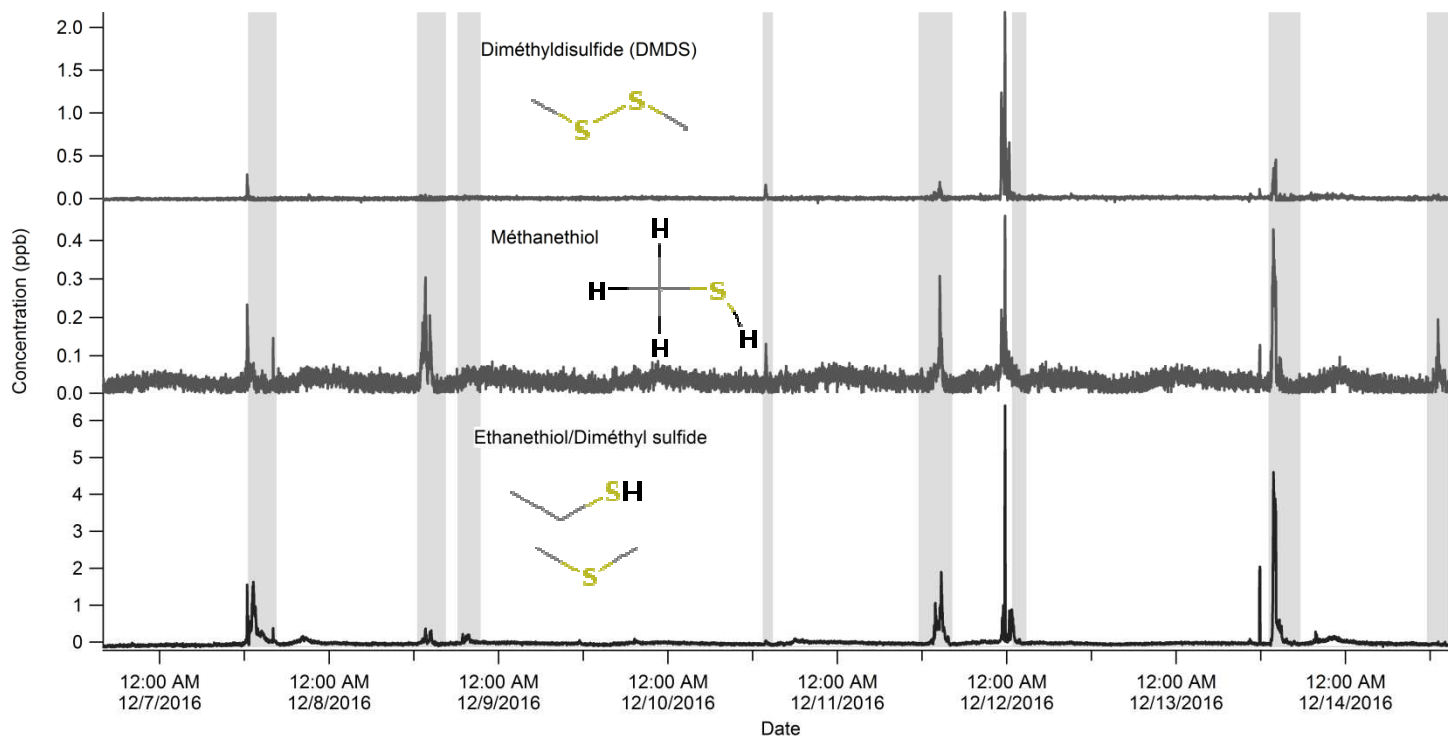 2.0
1.5
1.0
0.5
0.0
Diméthyldisulfide (DMDS)
S
S
0.4
0.3
0.2
0.1
0.0
Méthanethiol
H
H
S
H
H
6
5
4
3
2
1
0
Ethanethiol/Diméthyl sulfide
SH
S
Concentration (ppb)
12:00 AM 12:00 AM 12:00 AM 12:00 AM 12:00 AM 12:00 AM 12:00 AM 12:00 AM
12/7/2016 12/8/2016 12/9/2016 12/10/2016 12/11/2016 12/12/2016 12/13/2016 12/14/2016
Date